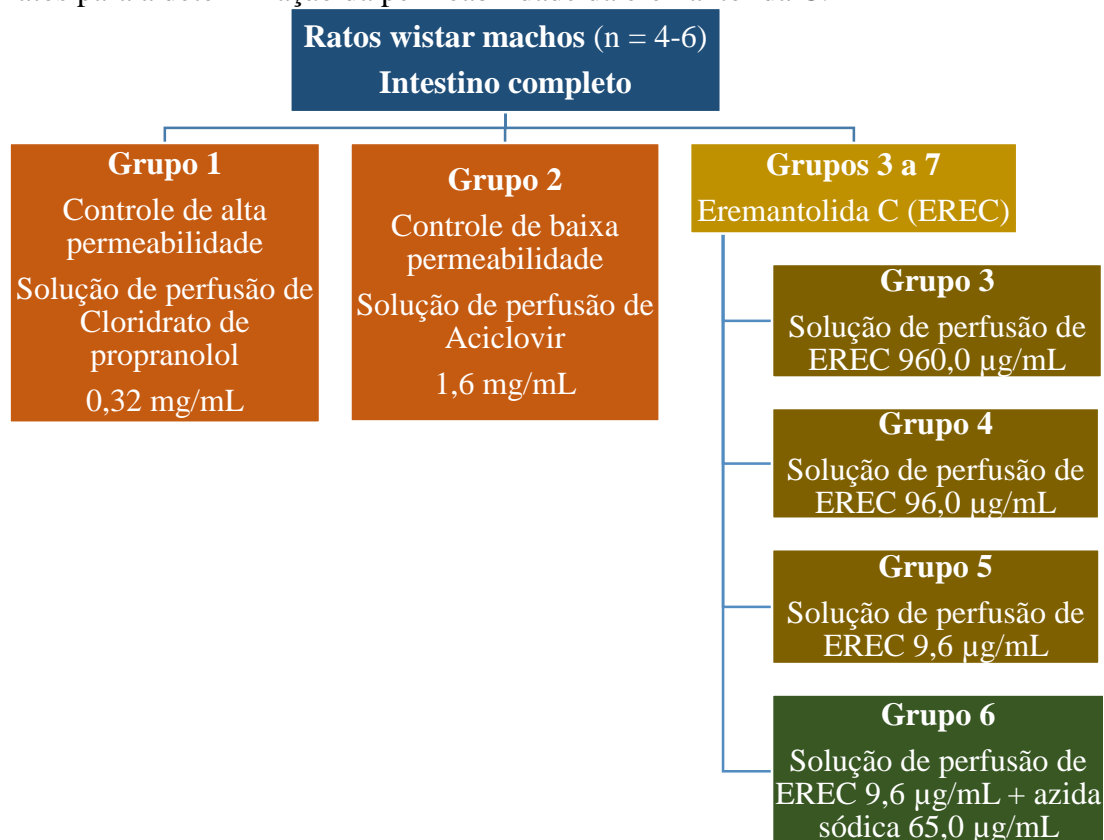 Ratos wistar machos (n = 4-6)
Intestino completo
Grupo 1
Controle de alta
permeabilidade
Solução de perfusão de
Cloridrato de
propranolol
0,32 mg/mL
Grupo 2
Controle de baixa
permeabilidade
Solução de perfusão de
Aciclovir
1,6 mg/mL
Grupos 3 a 7
Eremantolida C (EREC)
Grupo 3
Solução de perfusão de
EREC 960,0 µg/mL
Grupo 4
Solução de perfusão de
EREC 96,0 µg/mL
Grupo 5
Solução de perfusão de
EREC 9,6 µg/mL
Grupo 6
Solução de perfusão de
EREC 9,6 µg/mL + azida
sódica 65,0 µg/mL